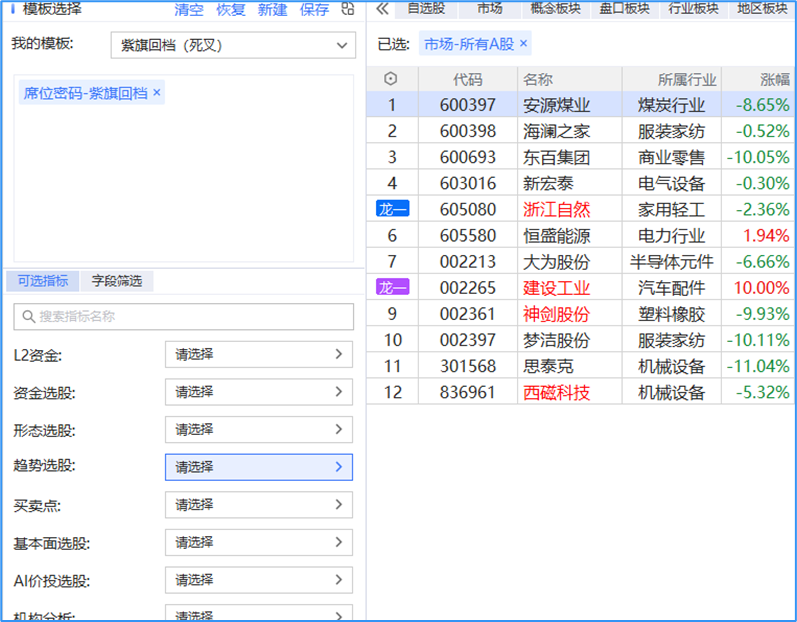 模板选择 清空 恢复 新建 保存
我的模板: 紫旗回档（死叉）
席位密码-紫旗回档 ×
可选指标 字段筛选
搜索指标名称
L2资金: 请选择
资金选股: 请选择
形态选股: 请选择
趋势选股: 请选择
买卖点: 请选择
基本面选股: 请选择
AI价投选股: 请选择
机构分析: 请选择
自选股 市场 概念板块 盘口板块 行业板块 地区板块
已选: 市场-所有A股 ×
代码 名称 所属行业 涨幅
1 600397 安源煤业 煤炭行业 -8.65%
2 600398 海澜之家 服装家纺 -0.52%
3 600693 东百集团 商业零售 -10.05%
4 603016 新宏泰 电气设备 -0.30%
龙一 605080 浙江自然 家用轻工 -2.36%
6 605580 恒盛能源 电力行业 1.94%
7 002213 大为股份 半导体元件 -6.66%
龙一 002265 建设工业 汽车配件 10.00%
9 002361 神剑股份 塑料橡胶 -9.93%
10 002397 梦洁股份 服装家纺 -10.11%
11 301568 思泰克 机械设备 -11.04%
12 836961 西磁科技 机械设备 -5.32%